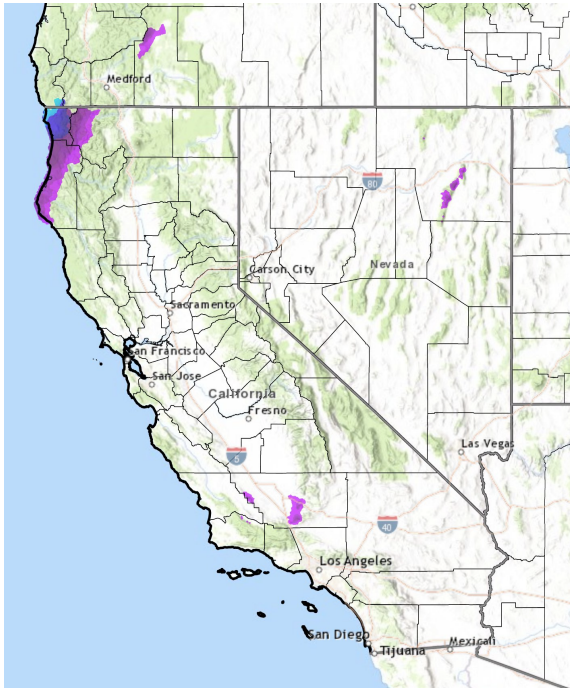 Medford
80
Carson City
Nevada
Sacramento
San Francisco
San Jose
California
Fresno
Las Vegas
5
40
Los Angeles
San Diego
Mexicali
Tijuana